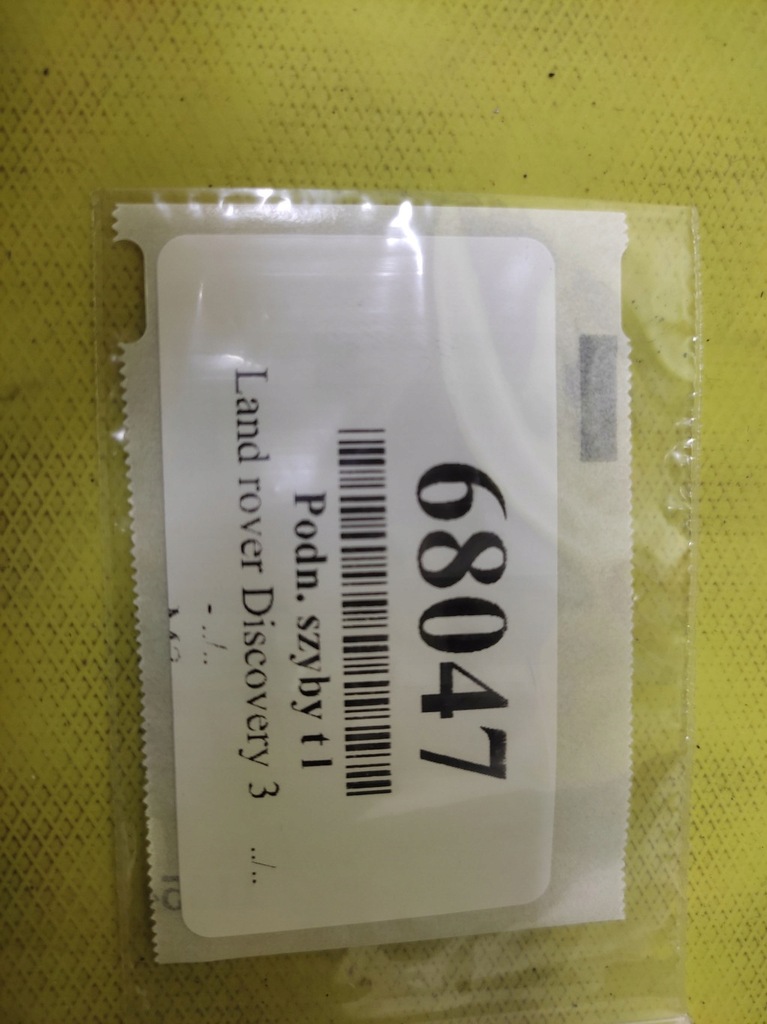 68047
Podn. szyby t l
Land rover Discovery 3 ../..
- ../..